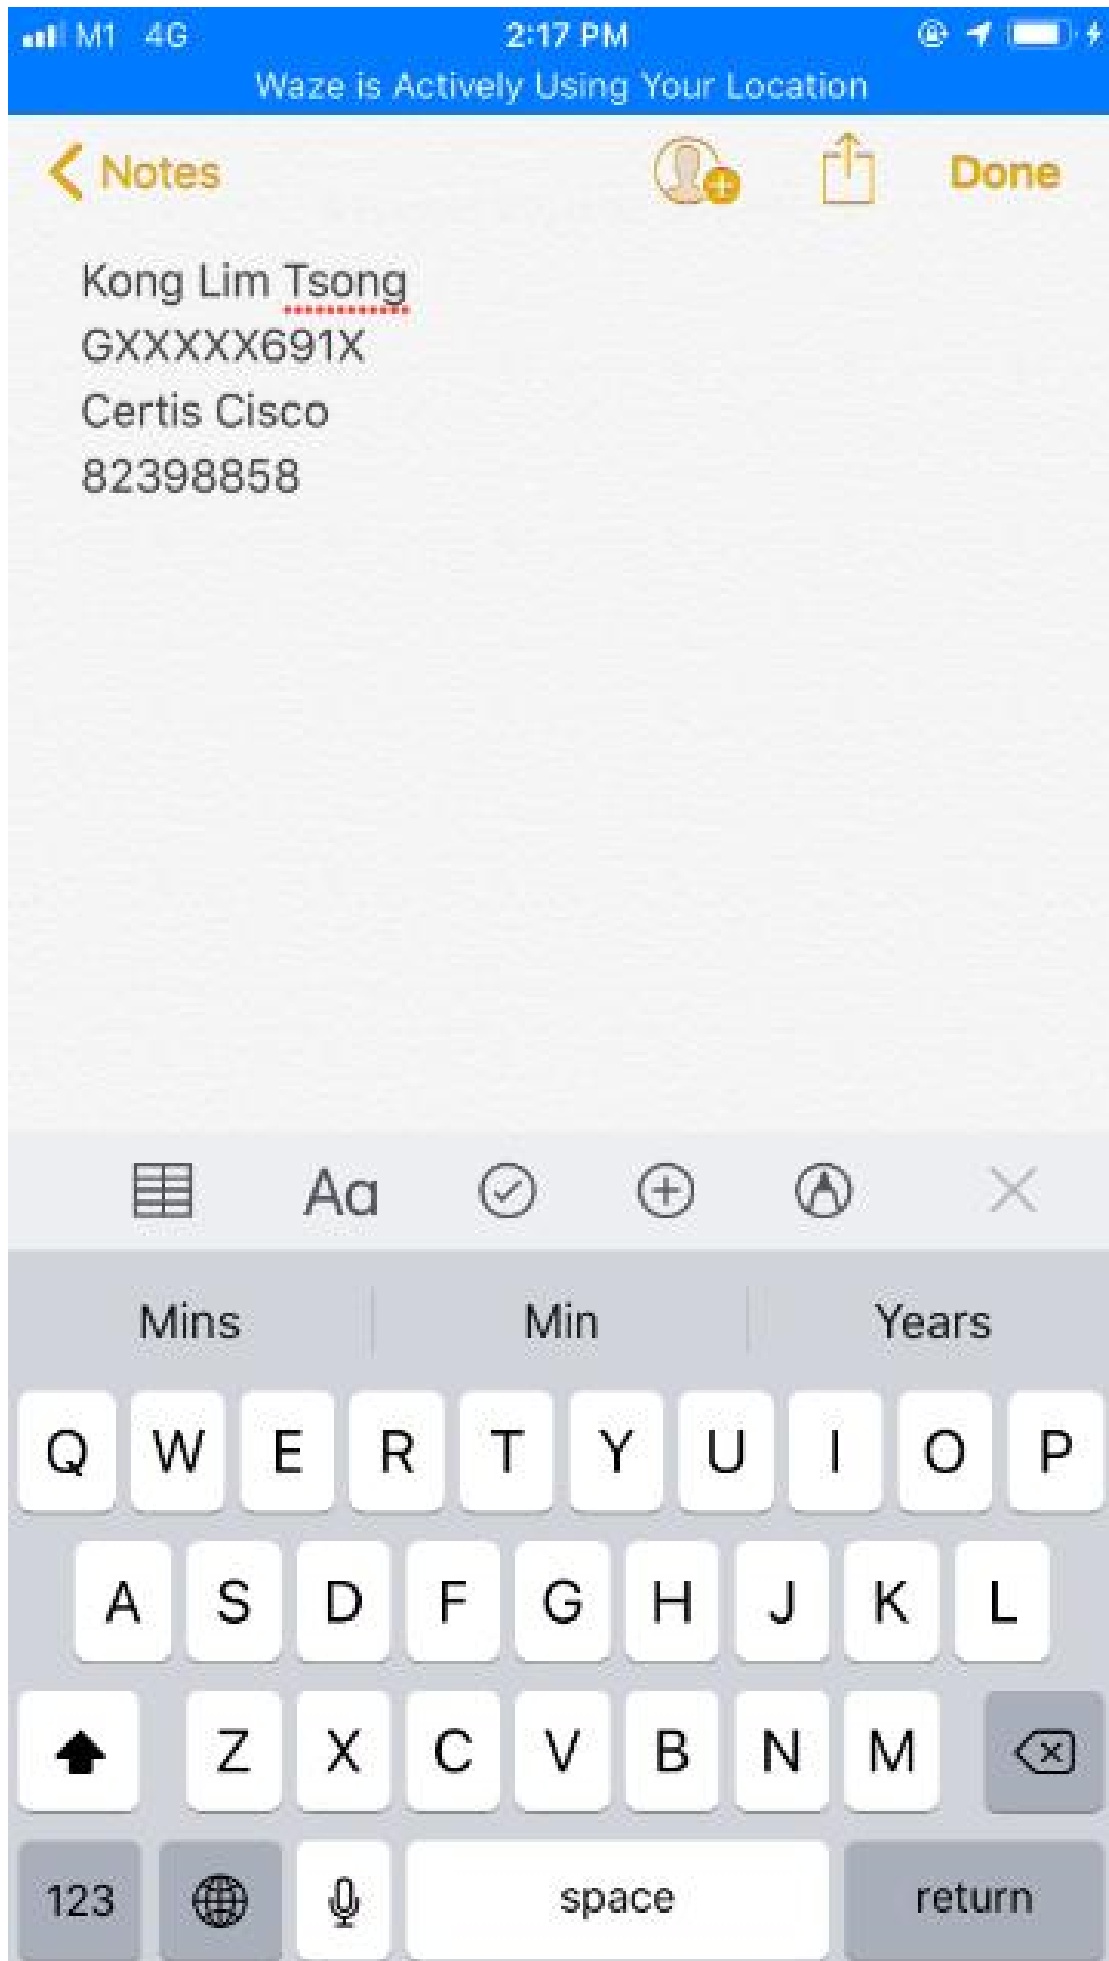 M1 4G 2:17 PM
Waze is Actively Using Your Location
Notes Done
Kong Lim Tsong
GXXXXX691X
Certis Cisco
82398858
Aa
Mins Min Years
Q W E R T Y U I O P
A S D F G H J K L
Z X C V B N M
123 space return